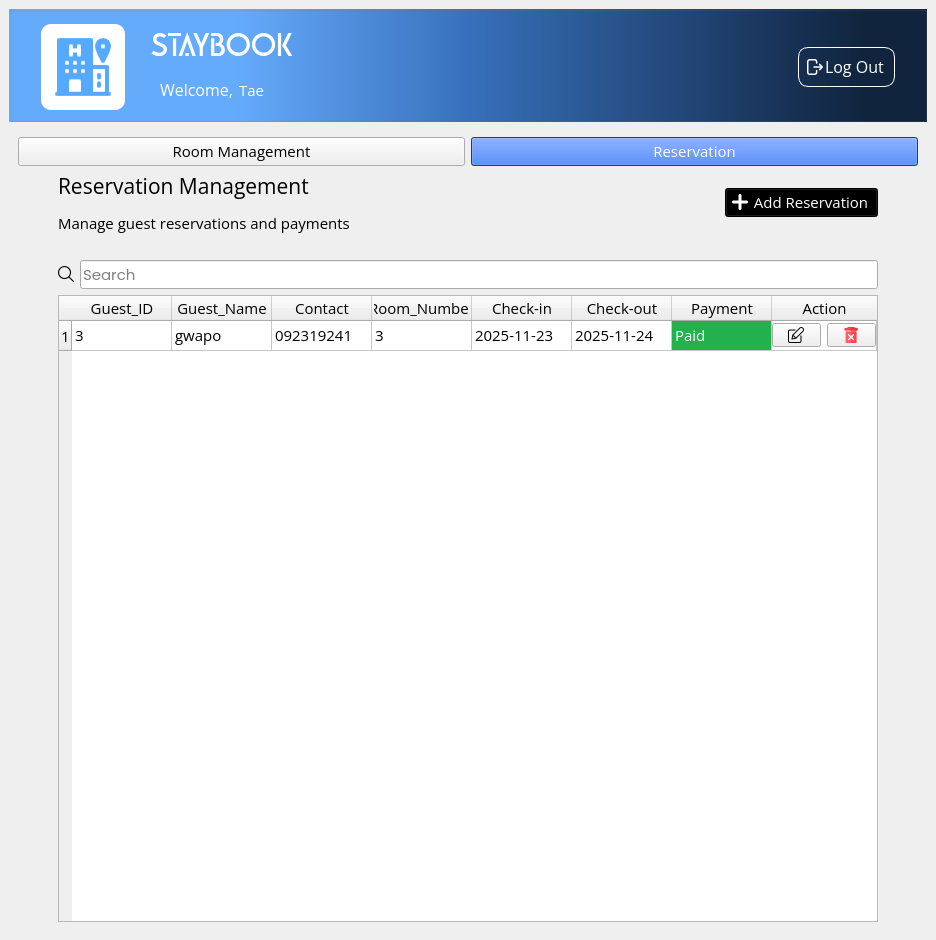 STAYBOOK
Welcome, Tae
Log Out
Room Management
Reservation
Reservation Management
Add Reservation
Manage guest reservations and payments
Search
Guest_ID Guest_Name Contact Room_Numbe Check-in Check-out Payment Action
1 3 gwapo 092319241 3 2025-11-23 2025-11-24 Paid